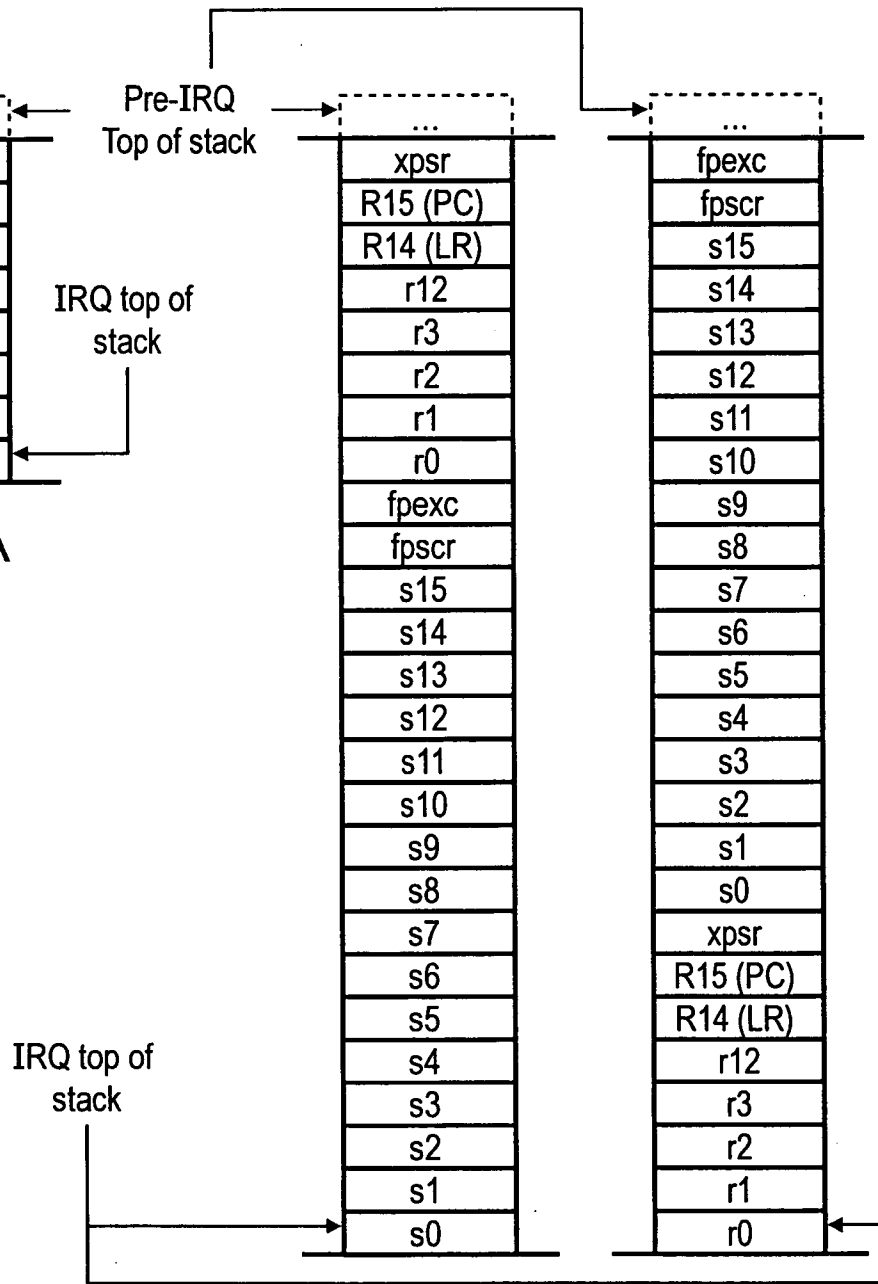 Pre-IRQ
Top of stack
IRQ top of
stack
A
...
xpsr
R15 (PC)
R14 (LR)
r12
r3
r2
r1
r0
fpexc
fpscr
s15
s14
s13
s12
s11
s10
s9
s8
s7
s6
s5
s4
s3
s2
s1
s0
...
fpexc
fpscr
s15
s14
s13
s12
s11
s10
s9
s8
s7
s6
s5
s4
s3
s2
s1
s0
xpsr
R15 (PC)
R14 (LR)
r12
r3
r2
r1
r0
IRQ top of
stack